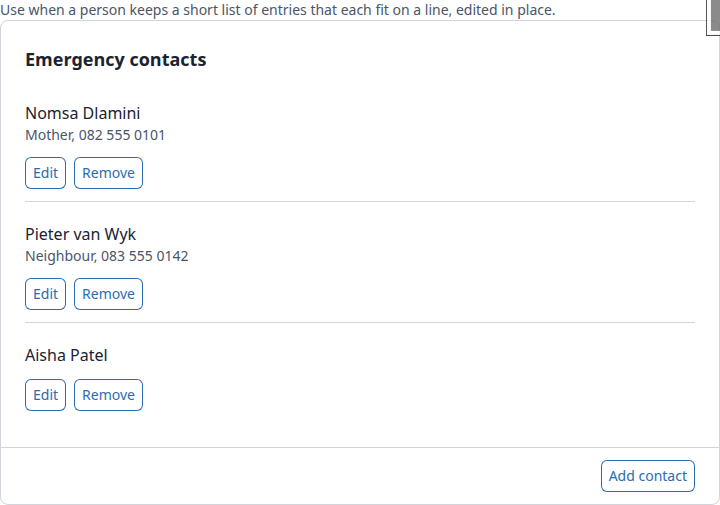 Use when a person keeps a short list of entries that each fit on a line, edited in place.
Emergency contacts
Nomsa Dlamini
Mother, 082 555 0101
Edit Remove
Pieter van Wyk
Neighbour, 083 555 0142
Edit Remove
Aisha Patel
Edit Remove
Add contact